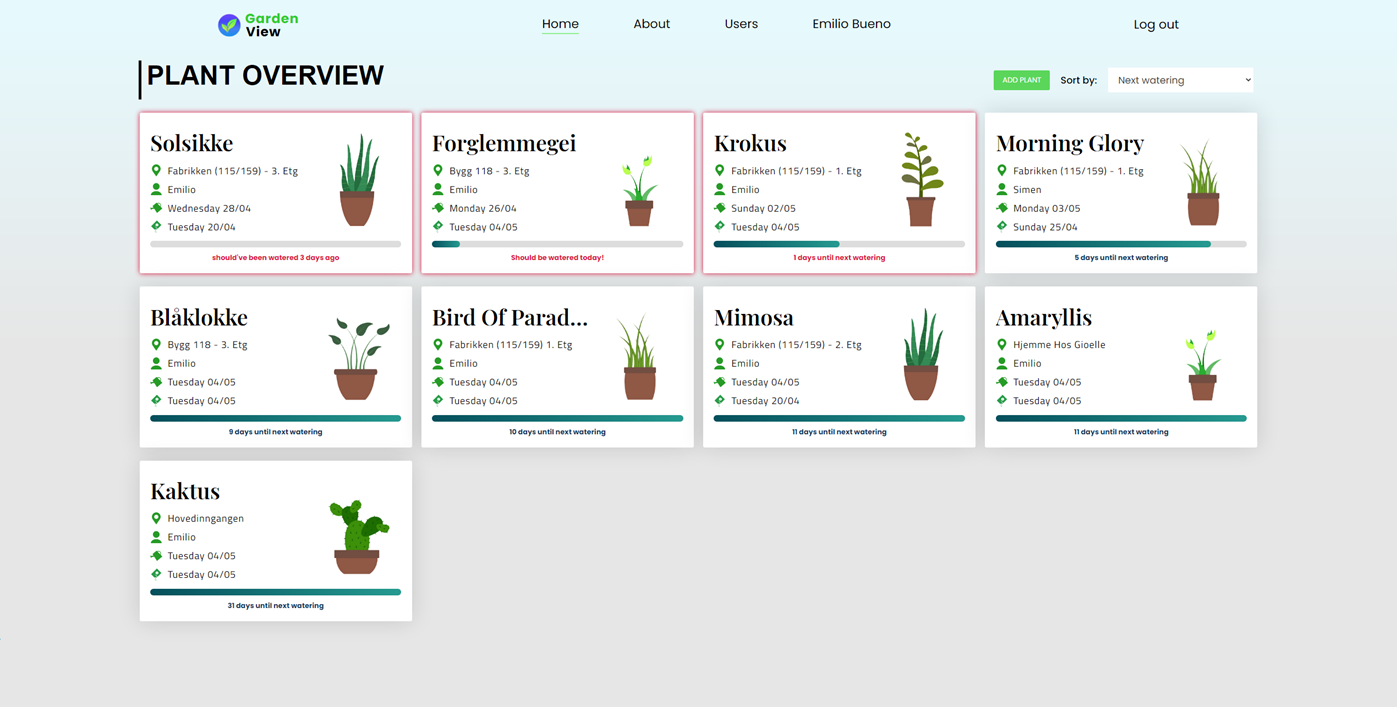 Garden
View
Home
About
Users
Emilio Bueno
Log out
PLANT OVERVIEW
ADD PLANT
Sort by:
Next watering
Solsikke
Fabrikken (115/159) - 3. Etg
Emilio
Wednesday 28/04
Tuesday 20/04
should've been watered 3 days ago
Forglemmegei
Bygg 118 - 3. Etg
Emilio
Monday 26/04
Tuesday 04/05
Should be watered today!
Krokus
Fabrikken (115/159) - 1. Etg
Emilio
Sunday 02/05
Tuesday 04/05
1 days until next watering
Morning Glory
Fabrikken (115/159) - 1. Etg
Simen
Monday 03/05
Sunday 25/04
5 days until next watering
Blåklokke
Bygg 118 - 3. Etg
Emilio
Tuesday 04/05
Tuesday 04/05
9 days until next watering
Bird Of Parad...
Fabrikken (115/159) 1. Etg
Emilio
Tuesday 04/05
Tuesday 04/05
10 days until next watering
Mimosa
Fabrikken (115/159) - 2. Etg
Emilio
Tuesday 04/05
Tuesday 20/04
11 days until next watering
Amaryllis
Hjemme Hos Gioelle
Emilio
Tuesday 04/05
Tuesday 04/05
11 days until next watering
Kaktus
Hovedinngangen
Emilio
Tuesday 04/05
Tuesday 04/05
31 days until next watering